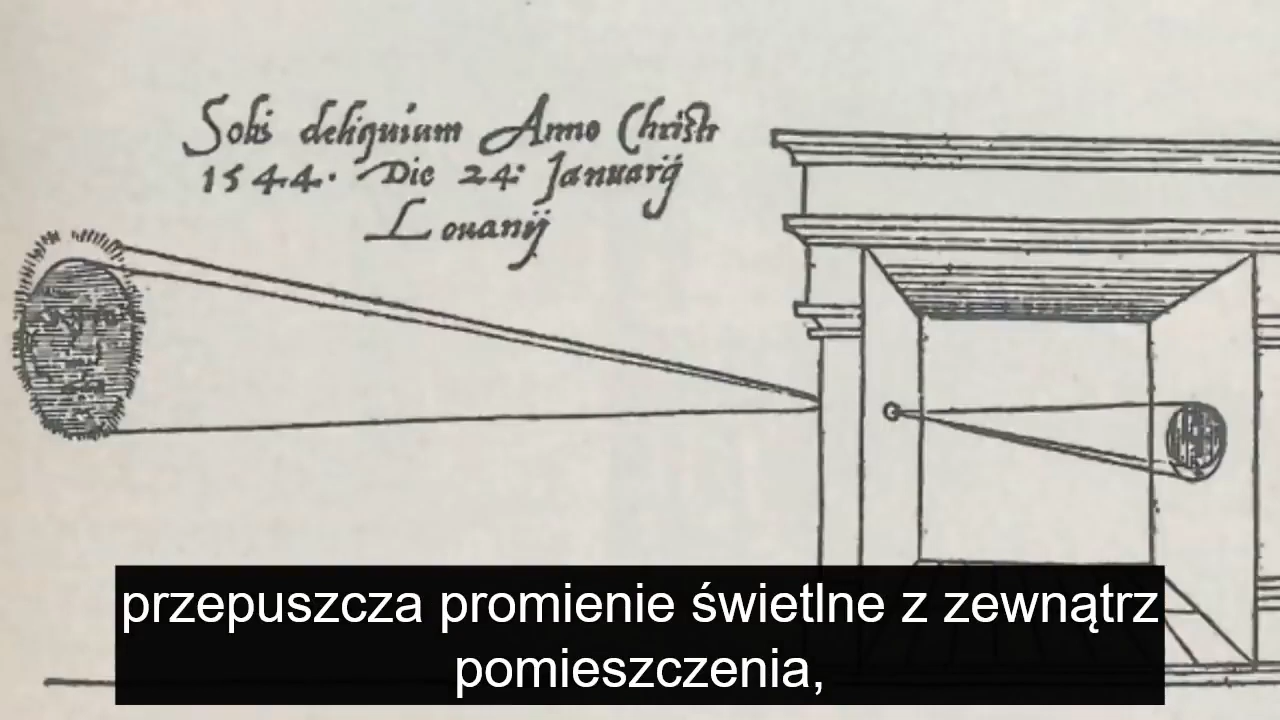 Solis deliquium Anno Christi
1544. Die 24: Januarij
Louanij
przepuszcza promienie świetlne z zewnątrz
pomieszczenia,